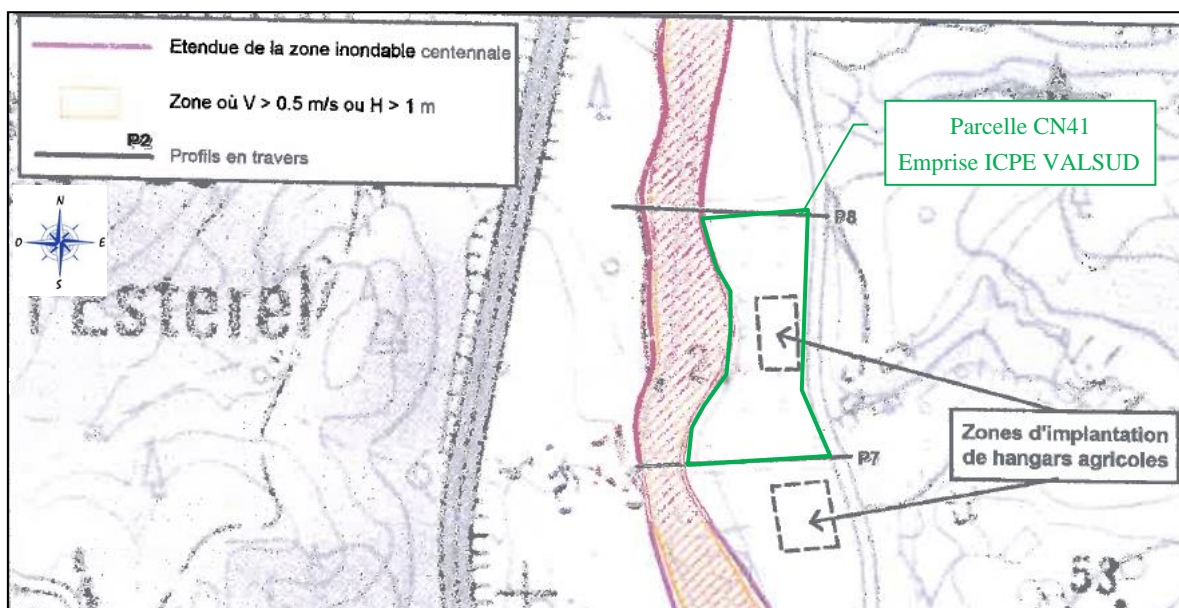 Etendue de la zone inondable centennale
Zone où V > 0.5 m/s ou H > 1 m
P2
Profils en travers
Parcelle CN41
Emprise ICPE VALSUD
N
O
E
S
P8
l'Esterel
Zones d'implantation
de hangars agricoles
P7
53